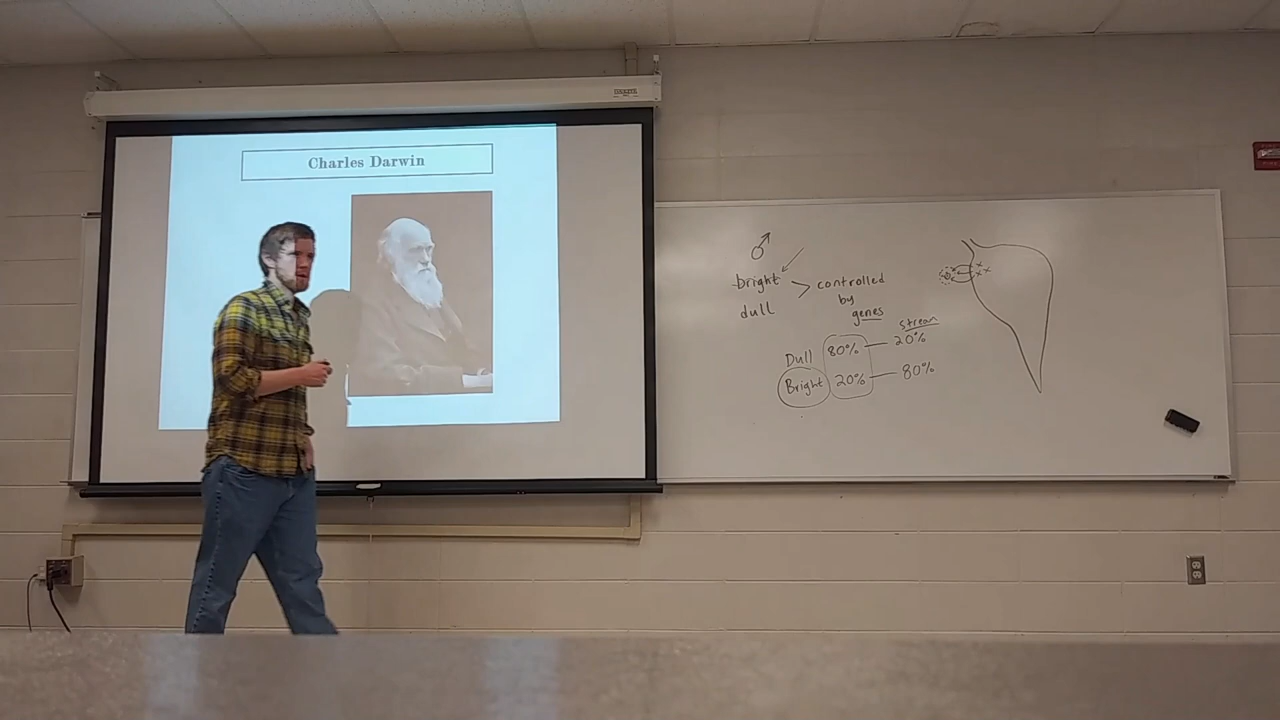 Charles Darwin
♂
bright
dull
> controlled
by
genes
stream
Dull 80% — 20%
Bright 20% — 80%
x
x x
x